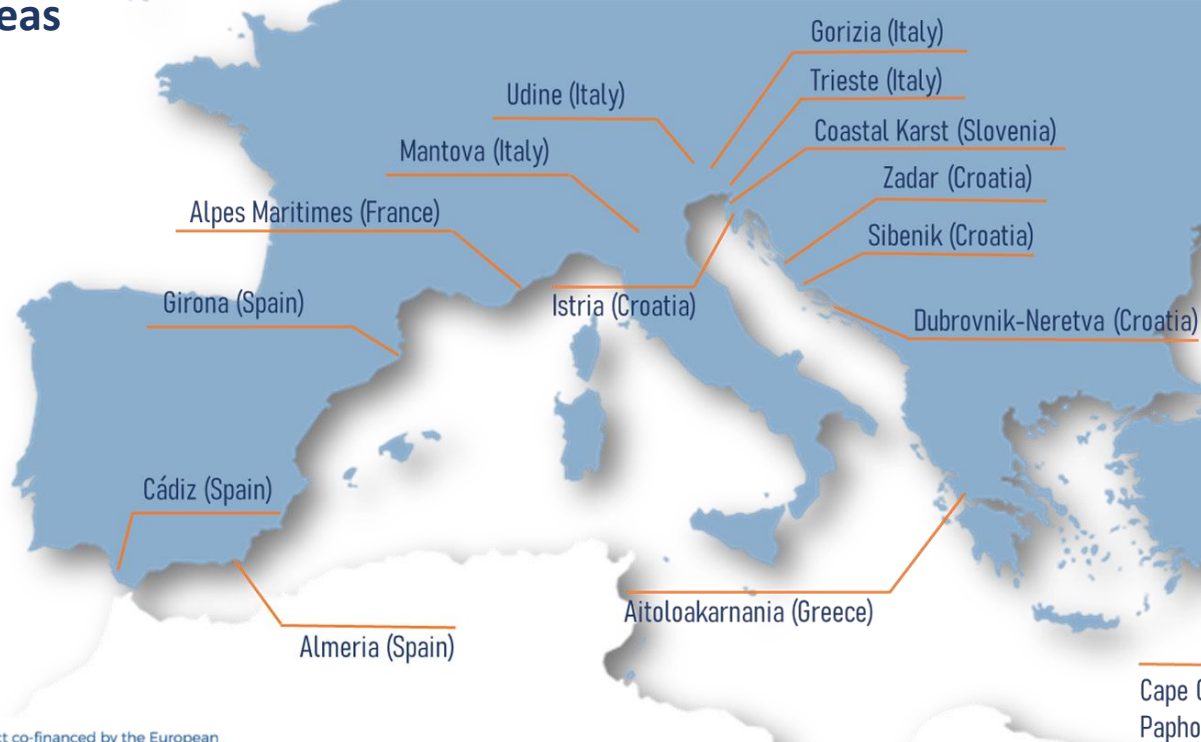 eas
Gorizia (Italy)
Trieste (Italy)
Udine (Italy)
Coastal Karst (Slovenia)
Mantova (Italy)
Zadar (Croatia)
Alpes Maritimes (France)
Sibenik (Croatia)
Girona (Spain)
Istria (Croatia)
Dubrovnik-Neretva (Croatia)
Cádiz (Spain)
Aitoloakarnania (Greece)
Almeria (Spain)
Cape
Papho
ct co-financed by the European